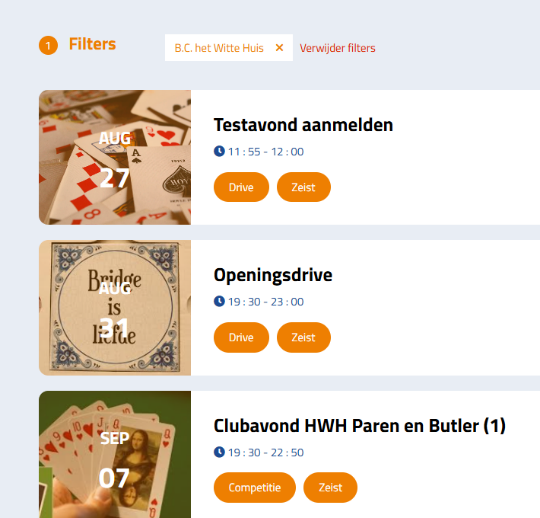 1 Filters
B.C. het Witte Huis ×
Verwijder filters
AUG
27
Testavond aanmelden
11 : 55 - 12 : 00
Drive
Zeist
Bridge
is
liefde
AUG
31
Openingsdrive
19 : 30 - 23 : 00
Drive
Zeist
SEP
07
Clubavond HWH Paren en Butler (1)
19 : 30 - 22 : 50
Competitie
Zeist